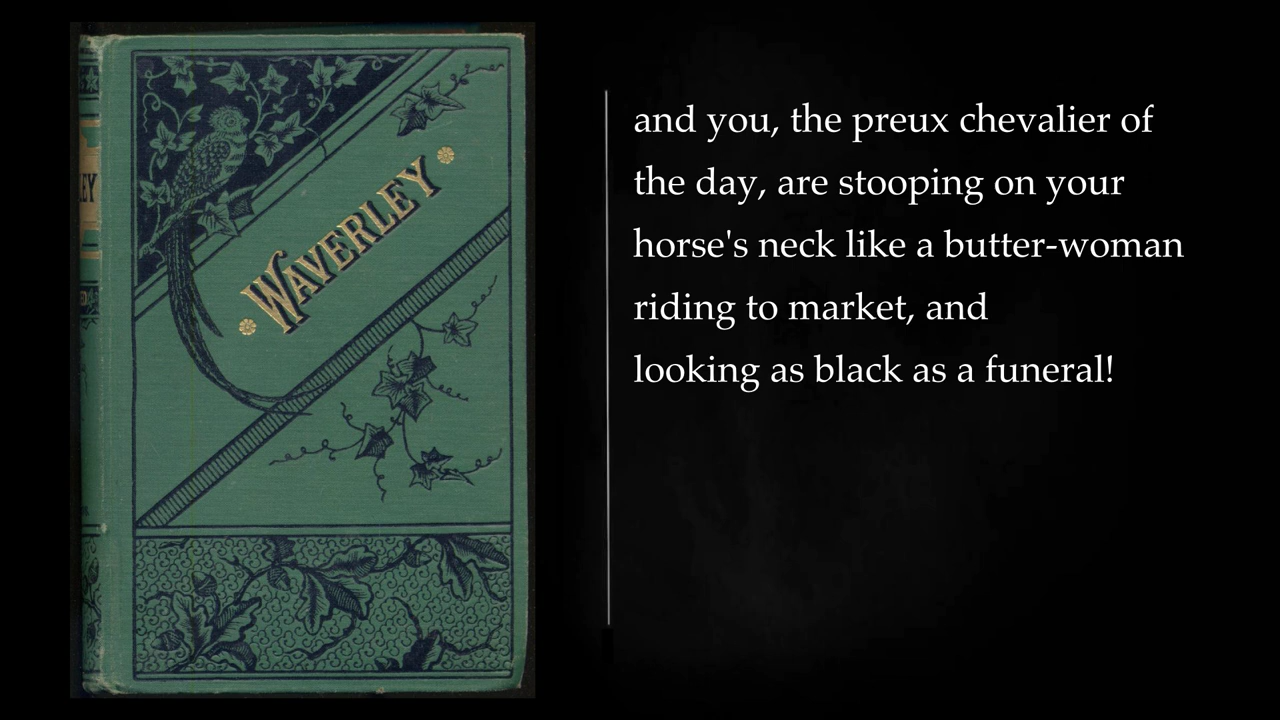 WAVERLEY
EY
and you, the preux chevalier of
the day, are stooping on your
horse's neck like a butter-woman
riding to market, and
looking as black as a funeral!